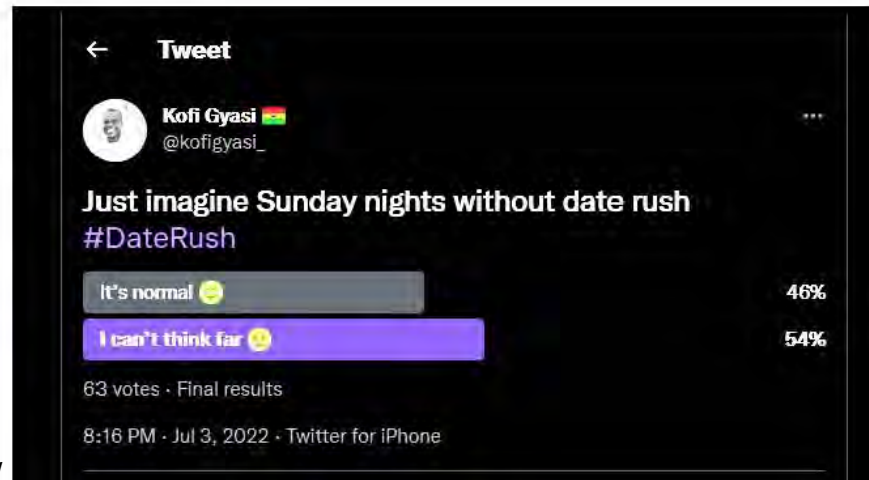 ← Tweet
Kofi Gyasi 🇬🇭
@kofigyasi_
Just imagine Sunday nights without date rush
#DateRush
It's normal 46%
I can't think far 54%
63 votes · Final results
8:16 PM · Jul 3, 2022 · Twitter for iPhone